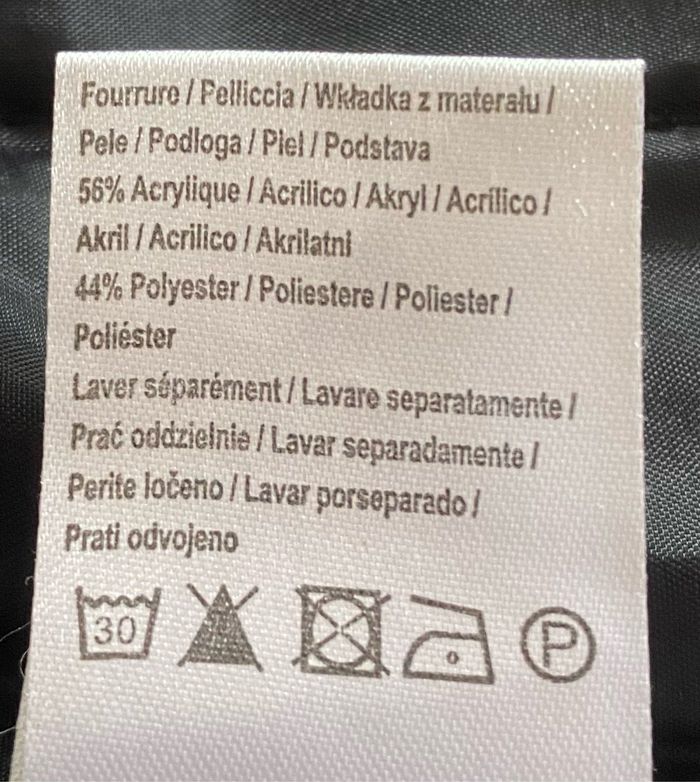 Fourrure / Pelliccia / Wkładka z materału /
Pele / Podloga / Piel / Podstava
56% Acrylique / Acrilico / Akryl / Acrílico /
Akril / Acrilico / Akrilatni
44% Polyester / Poliestere / Poliester /
Poliéster
Laver séparément / Lavare separatamente /
Prać oddzielnie / Lavar separadamente /
Perite ločeno / Lavar porseparado /
Prati odvojeno
30 P